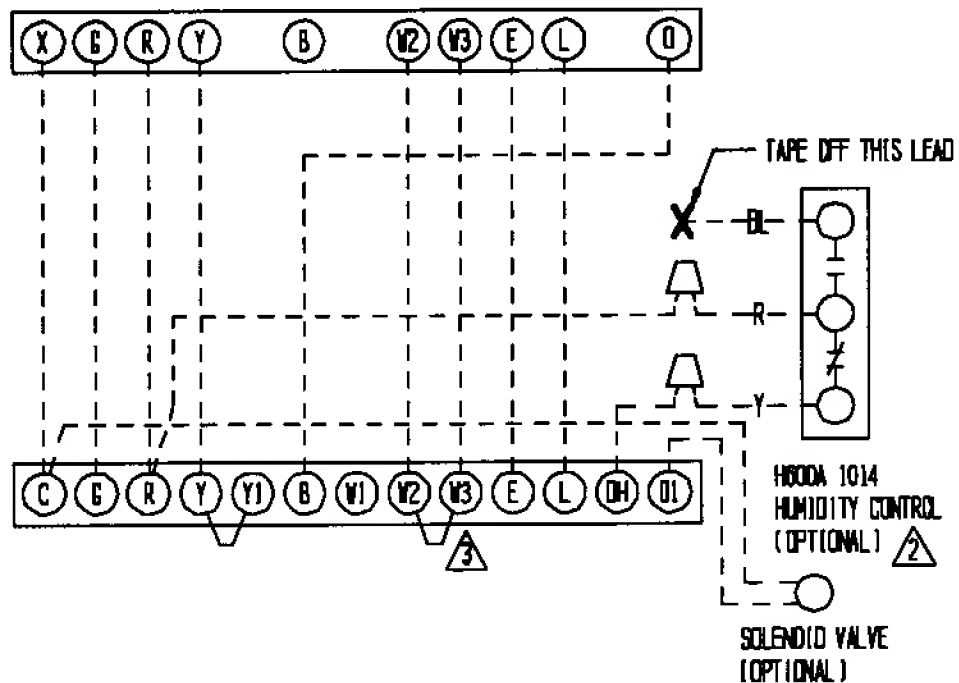 X G R Y B W2 W3 E L O
TAPE OFF THIS LEAD
BL
R
Y
C G R Y Y1 B W1 W2 W3 E L DH O1
3
H600A 1014
HUMIDITY CONTROL
(OPTIONAL) 2
SOLENOID VALVE
(OPTIONAL)